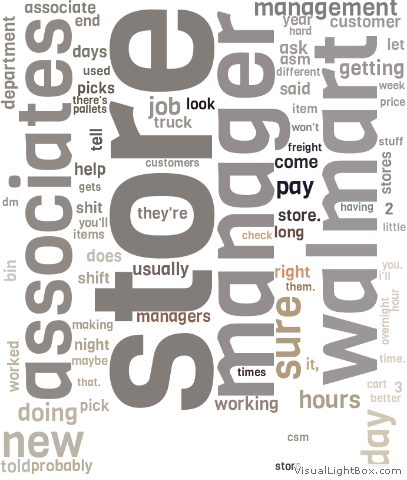 associate
management
end
year
customer
hard
department
days
ask
let
asm
used
different
getting
picks
said
week
there's
pallets
job
look
item
price
truck
won't
tell
stuff
associates
store
manager
walmart
customers
freight
come
help
stores
gets
pay
dm
shit
they're
having
2
store.
you'll
items
check
long
little
does
bin
shift
usually
right
you.
i'll
them.
managers
sure
hour
overnight
making
night
maybe
it,
time.
worked
times
that.
cart
3
better
doing
pick
working
hours
day
new
csm
told
probably
store
VisualLightBox.com